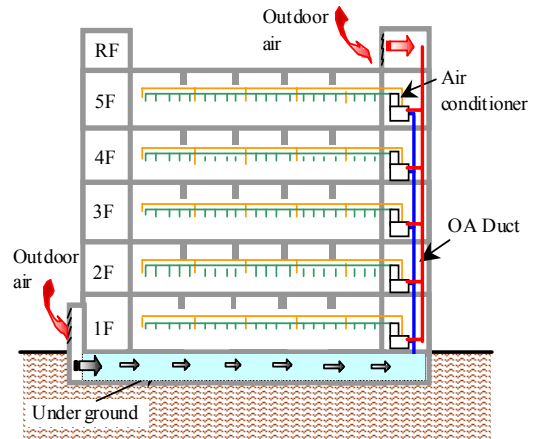 Outdoor
air
RF
Air
conditioner
5F
4F
3F
OA Duct
Outdoor
air
2F
1F
Under ground